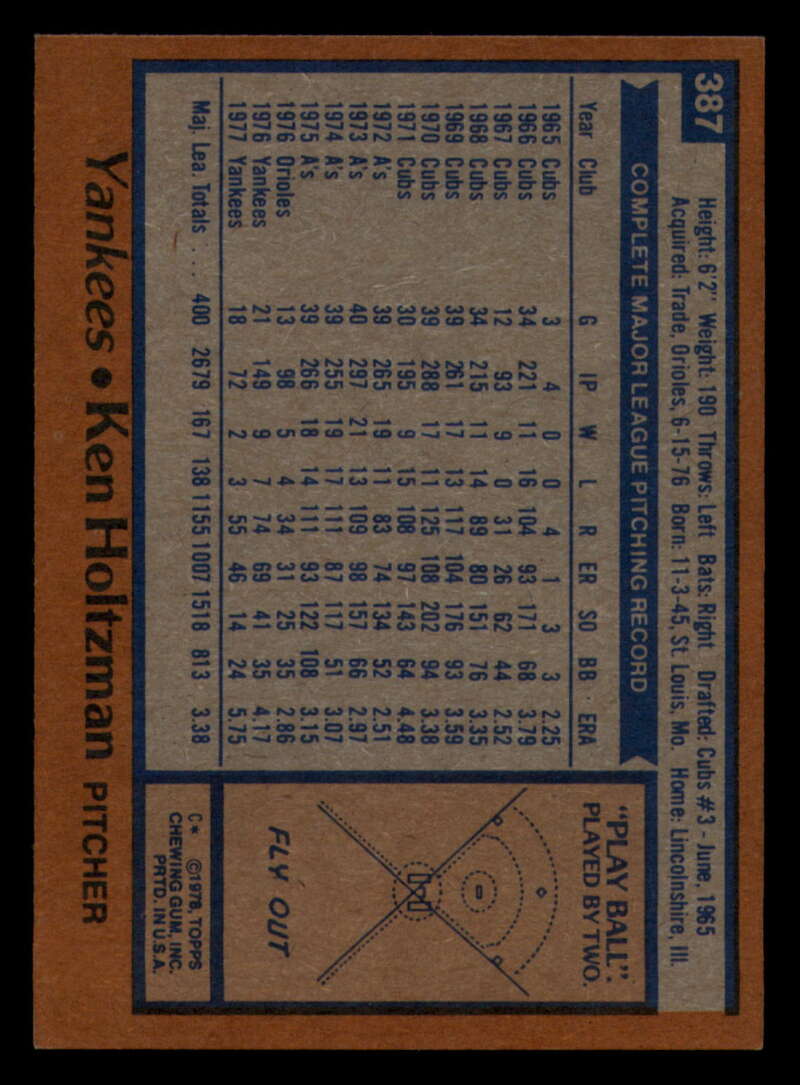 387
Height: 6'2" Weight: 190 Throws: Left Bats: Right Drafted: Cubs #3 - June, 1965
Acquired: Trade, Orioles, 6-15-76 Born: 11-3-45, St. Louis, Mo. Home: Lincolnshire, Ill.
COMPLETE MAJOR LEAGUE PITCHING RECORD
Year Club G IP W L R ER SO BB ERA
1965 Cubs 3 4 0 0 4 1 3 3 2.25
1966 Cubs 34 221 11 16 104 93 171 68 3.79
1967 Cubs 12 93 9 0 31 26 62 44 2.52
1968 Cubs 34 215 11 14 89 80 151 76 3.35
1969 Cubs 39 261 17 13 117 104 176 93 3.59
1970 Cubs 39 288 17 11 125 108 202 94 3.38
1971 Cubs 30 195 9 15 108 97 143 64 4.48
1972 A's 39 265 19 11 83 74 134 52 2.51
1973 A's 40 297 21 13 109 98 157 66 2.97
1974 A's 39 255 19 17 111 87 117 51 3.07
1975 A's 39 266 18 14 111 93 122 108 3.15
1976 Orioles 13 98 5 4 34 31 25 35 2.86
1976 Yankees 21 149 9 7 74 69 41 35 4.17
1977 Yankees 18 72 2 3 55 46 14 24 5.75
Maj. Lea. Totals . . . 400 2679 167 138 1155 1007 1518 813 3.38
"PLAY BALL".
PLAYED BY TWO.
FLY OUT
C* ©1978, TOPPS
CHEWING GUM, INC.
PRTD. IN U.S.A.
Yankees • Ken Holtzman PITCHER